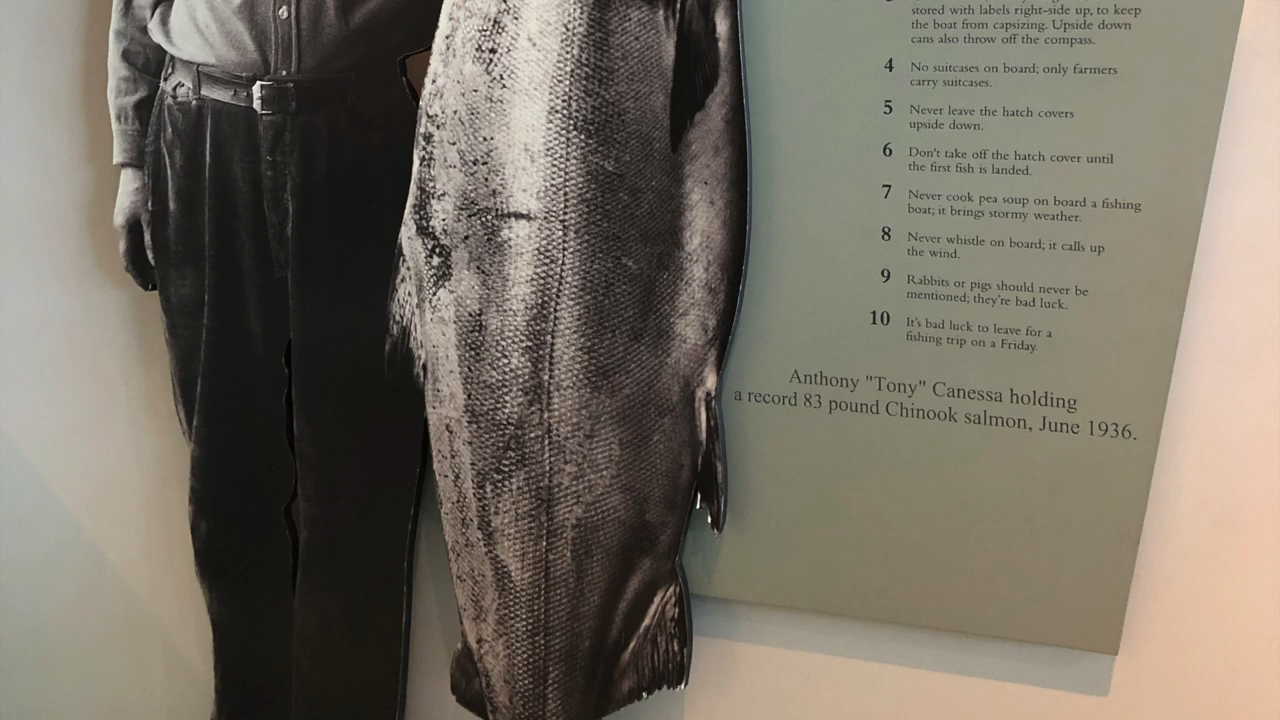 stored with labels right-side up, to keep
the boat from capsizing. Upside down
cans also throw off the compass.
4 No suitcases on board; only farmers
carry suitcases.
5 Never leave the hatch covers
upside down.
6 Don't take off the hatch cover until
the first fish is landed.
7 Never cook pea soup on board a fishing
boat; it brings stormy weather.
8 Never whistle on board; it calls up
the wind.
9 Rabbits or pigs should never be
mentioned; they're bad luck.
10 It's bad luck to leave for a
fishing trip on a Friday.
Anthony "Tony" Canessa holding
a record 83 pound Chinook salmon, June 1936.